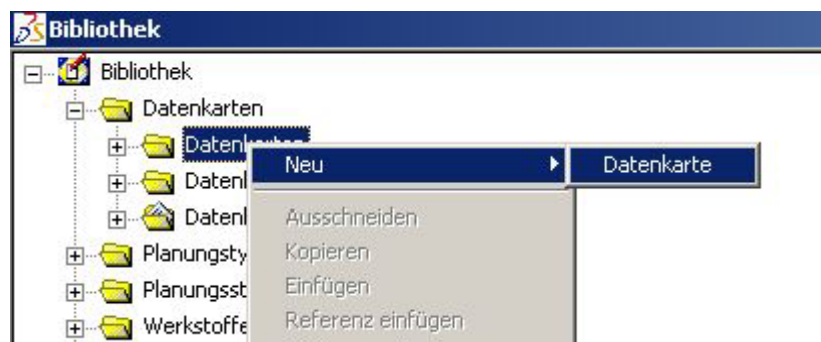 Bibliothek
Bibliothek
Datenkarten
Neu
Datenkarte
Ausschneiden
Kopieren
Einfügen
Referenz einfügen